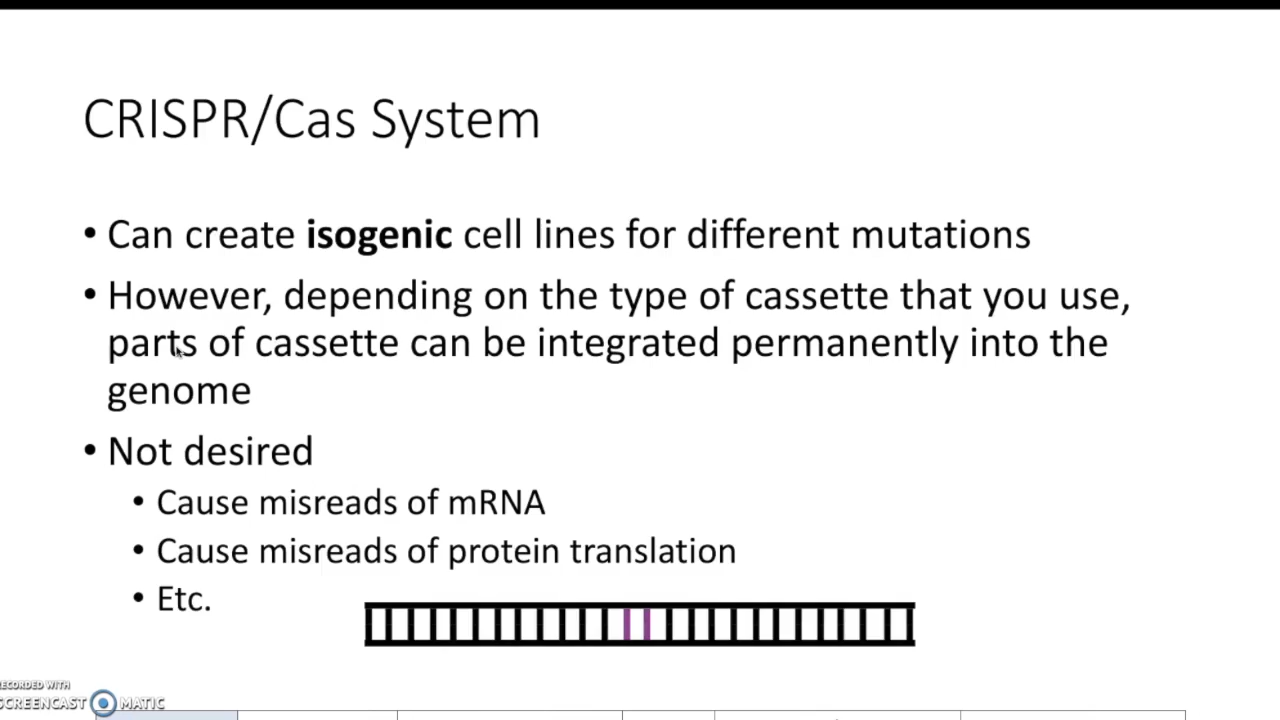 CRISPR/Cas System
• Can create isogenic cell lines for different mutations
• However, depending on the type of cassette that you use,
parts of cassette can be integrated permanently into the
genome
• Not desired
• Cause misreads of mRNA
• Cause misreads of protein translation
• Etc.
RECORDED WITH
SCREENCAST MATIC